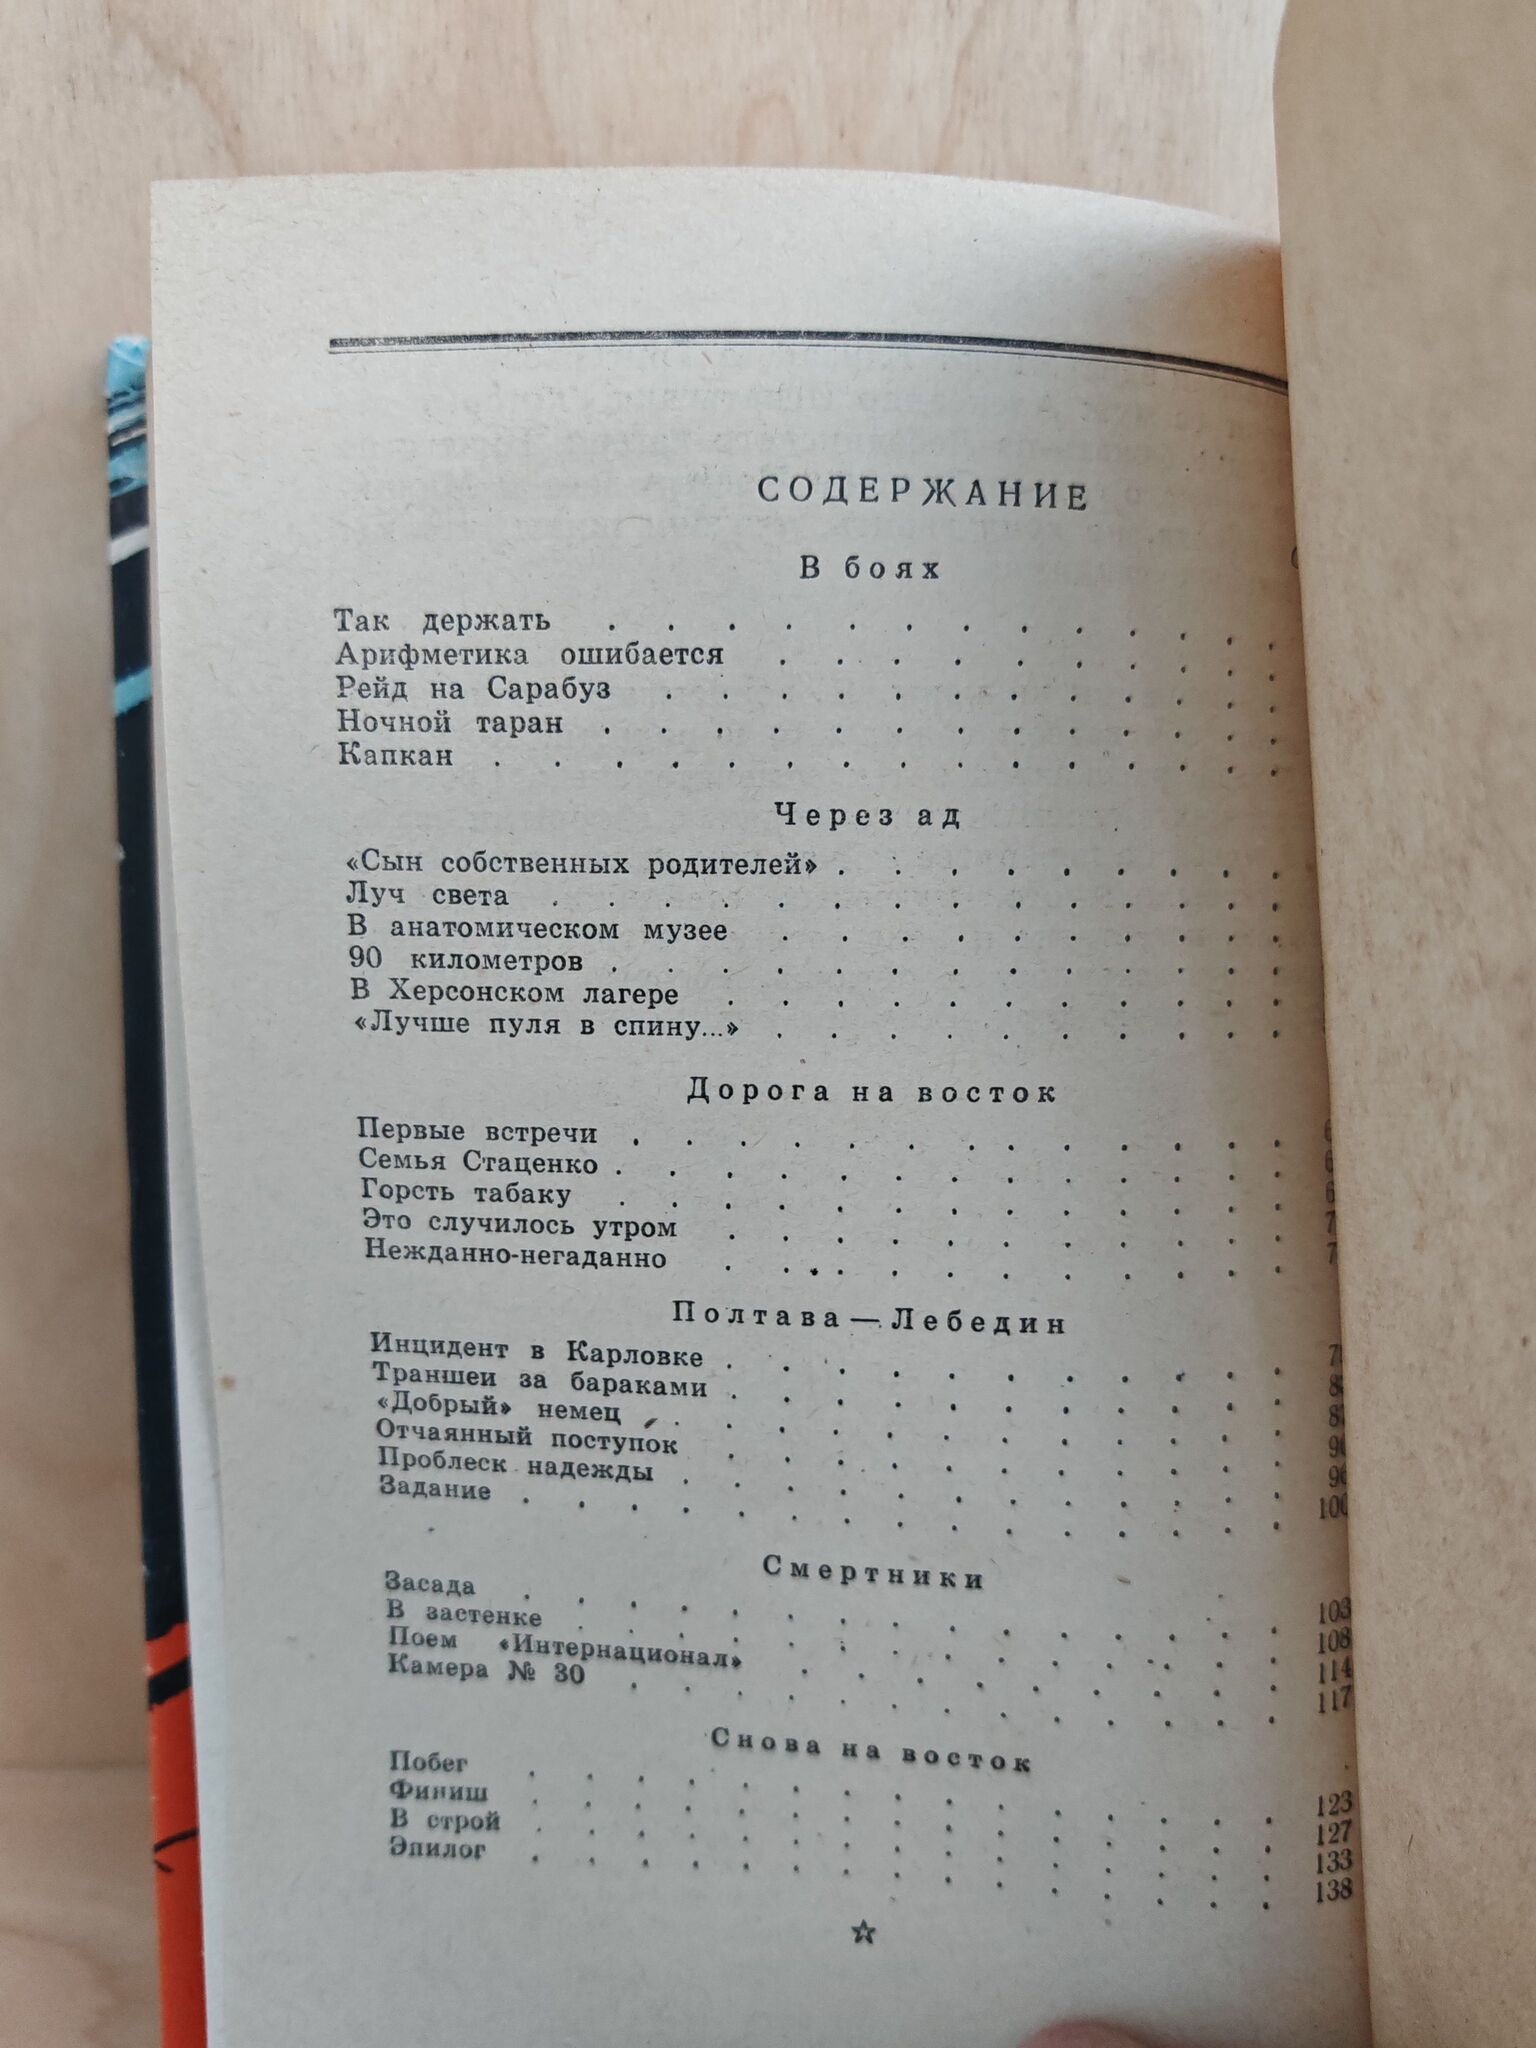 СОДЕРЖАНИЕ
В боях
Так держать . . . . . . . . . . . .
Арифметика ошибается . . . . . . . . .
Рейд на Сарабуз . . . . . . . . . . .
Ночной таран . . . . . . . . . . . .
Капкан . . . . . . . . . . . . . .
Через ад
«Сын собственных родителей» . . . . . . . .
Луч света . . . . . . . . . . . . .
В анатомическом музее . . . . . . . . .
90 километров . . . . . . . . . . . .
В Херсонском лагере . . . . . . . . . .
«Лучше пуля в спину...» . . . . . . . . .
Дорога на восток
Первые встречи . . . . . . . . . . . .
Семья Стаценко . . . . . . . . . . . .
Горсть табаку . . . . . . . . . . . .
Это случилось утром . . . . . . . . . .
Нежданно-негаданно . . . . . . . . . .
Полтава — Лебедин
Инцидент в Карловке . . . . . . . . . .
Траншеи за бараками . . . . . . . . . .
«Добрый» немец . . . . . . . . . . .
Отчаянный поступок . . . . . . . . . . 90
Проблеск надежды . . . . . . . . . . . 96
Задание . . . . . . . . . . . . . . 100
Смертники
Засада . . . . . . . . . . . . . . 103
В застенке . . . . . . . . . . . . . 108
Поем «Интернационал» . . . . . . . . . 114
Камера № 30 . . . . . . . . . . . . 117
Снова на восток
Побег . . . . . . . . . . . . . . 123
Финиш . . . . . . . . . . . . . . 127
В строй . . . . . . . . . . . . . . 133
Эпилог . . . . . . . . . . . . . . 138